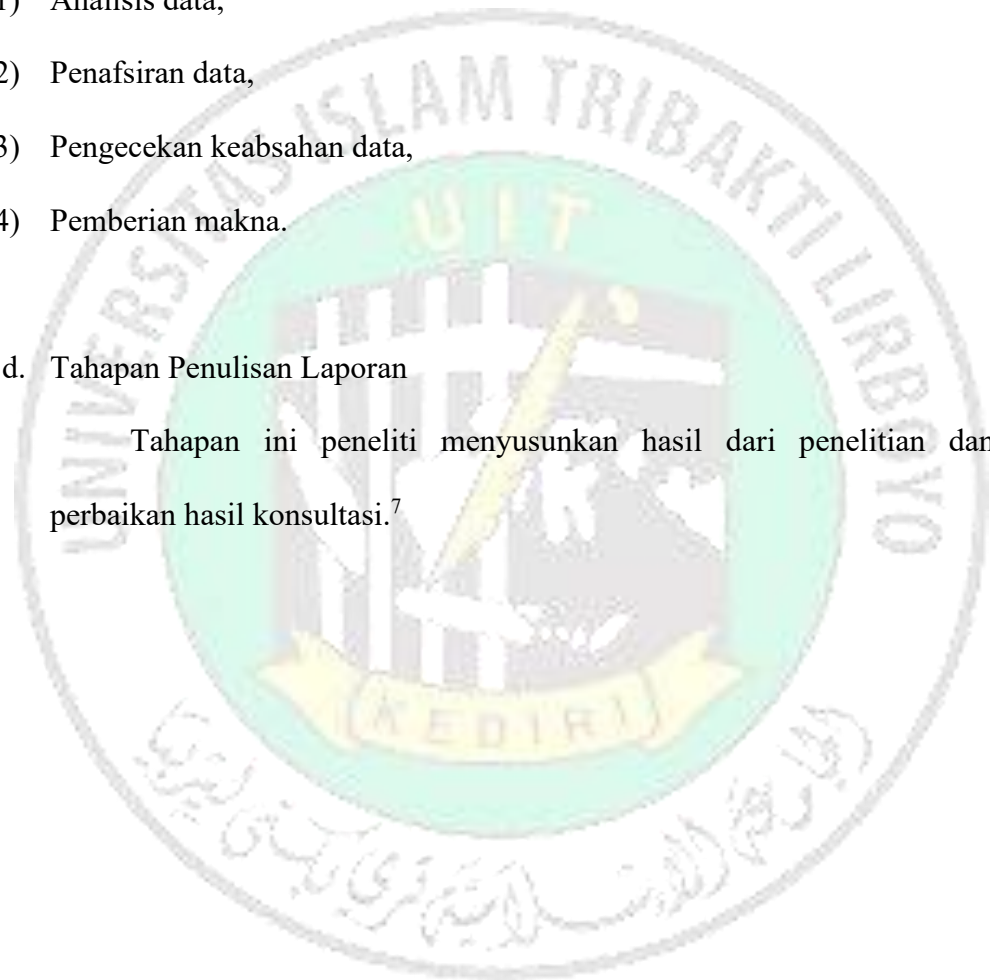 1) Analisis data,
2) Penafsiran data,
3) Pengecekan keabsahan data,
4) Pemberian makna.
d. Tahapan Penulisan Laporan
Tahapan ini peneliti menyusunkan hasil dari penelitian dan
perbaikan hasil konsultasi.7
UNIVERSITAS ISLAM TRIBAKTI LIRBOYO
UIT
KEDIRI